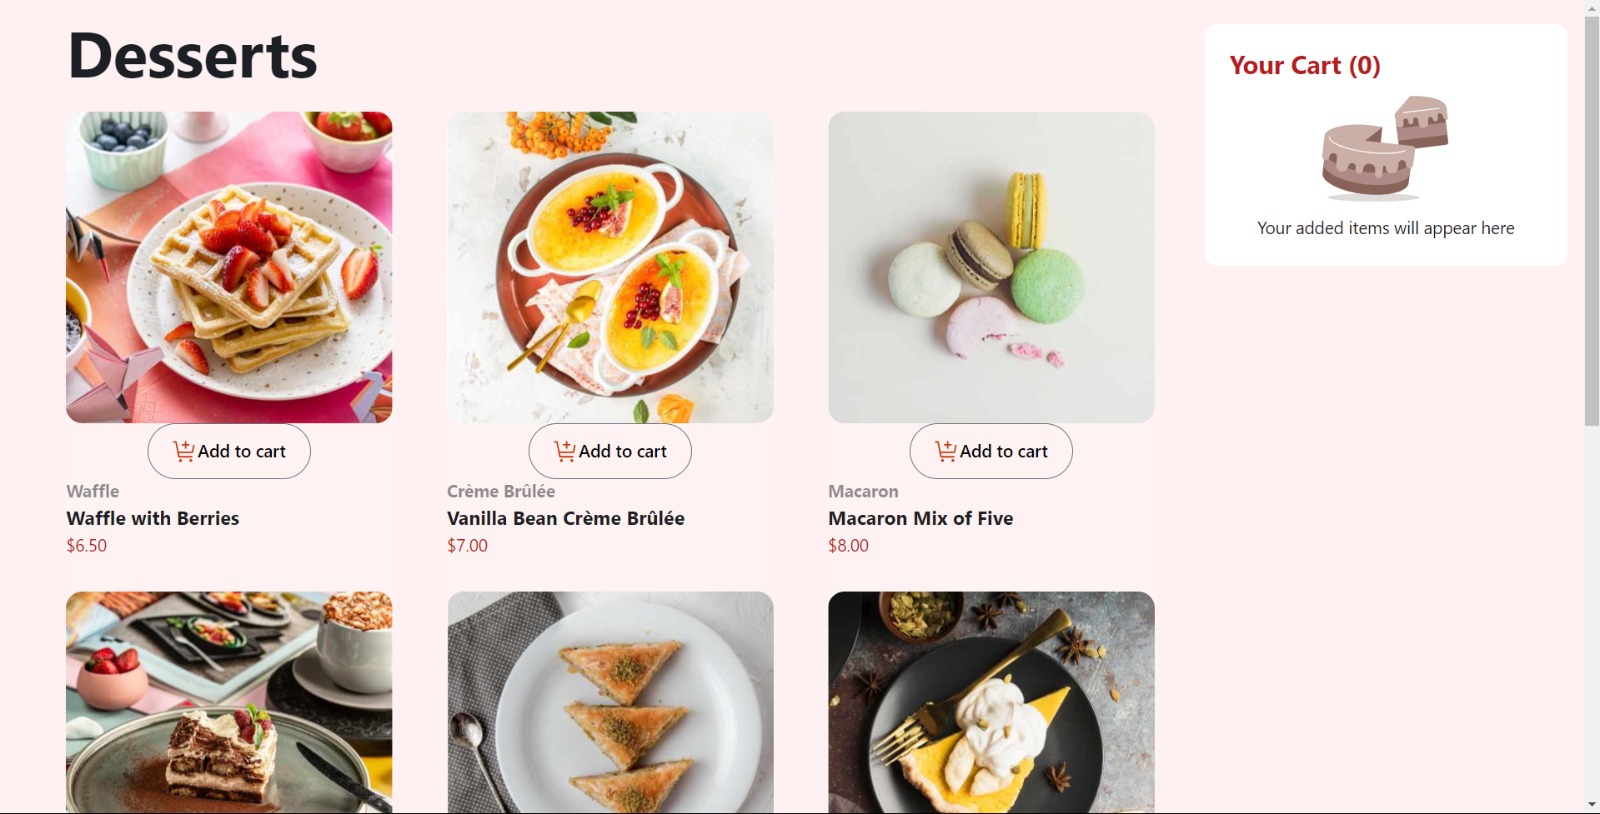 Desserts
Your Cart (0)
Your added items will appear here
Add to cart
Add to cart
Add to cart
Waffle
Waffle with Berries
$6.50
Crème Brûlée
Vanilla Bean Crème Brûlée
$7.00
Macaron
Macaron Mix of Five
$8.00